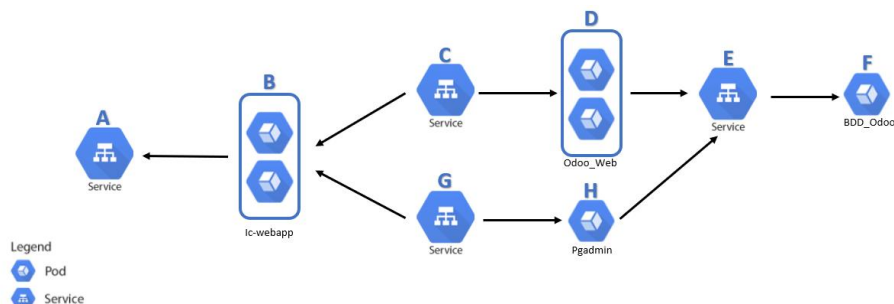 A
Service
B
Ic-webapp
C
Service
D
Odoo_Web
E
Service
F
BDD_Odoo
G
Service
H
Pgadmin
Legend
Pod
Service